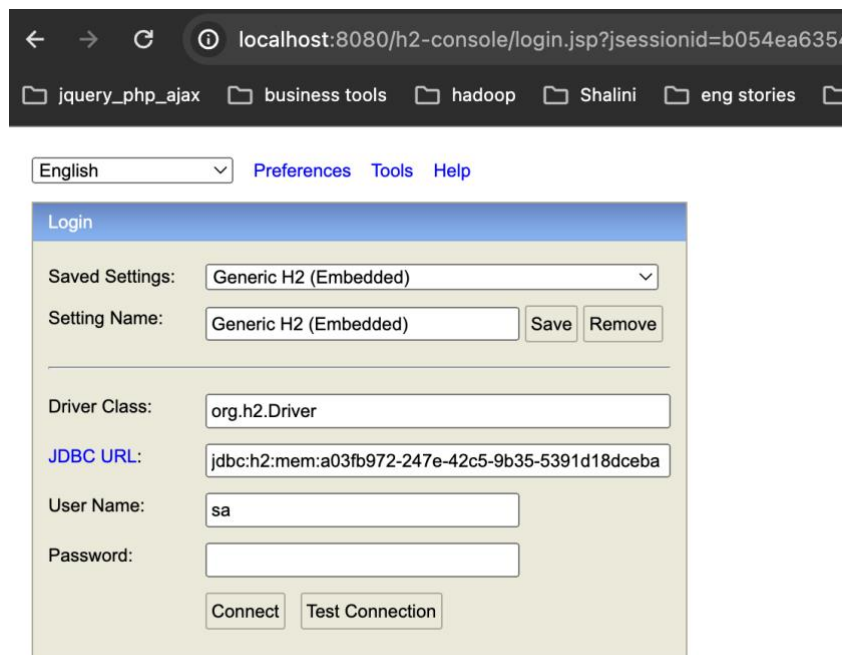 localhost:8080/h2-console/login.jsp?jsessionid=b054ea6354
jquery_php_ajax business tools hadoop Shalini eng stories
English Preferences Tools Help
Login
Saved Settings: Generic H2 (Embedded)
Setting Name: Generic H2 (Embedded) Save Remove
Driver Class: org.h2.Driver
JDBC URL: jdbc:h2:mem:a03fb972-247e-42c5-9b35-5391d18dceba
User Name: sa
Password:
Connect Test Connection